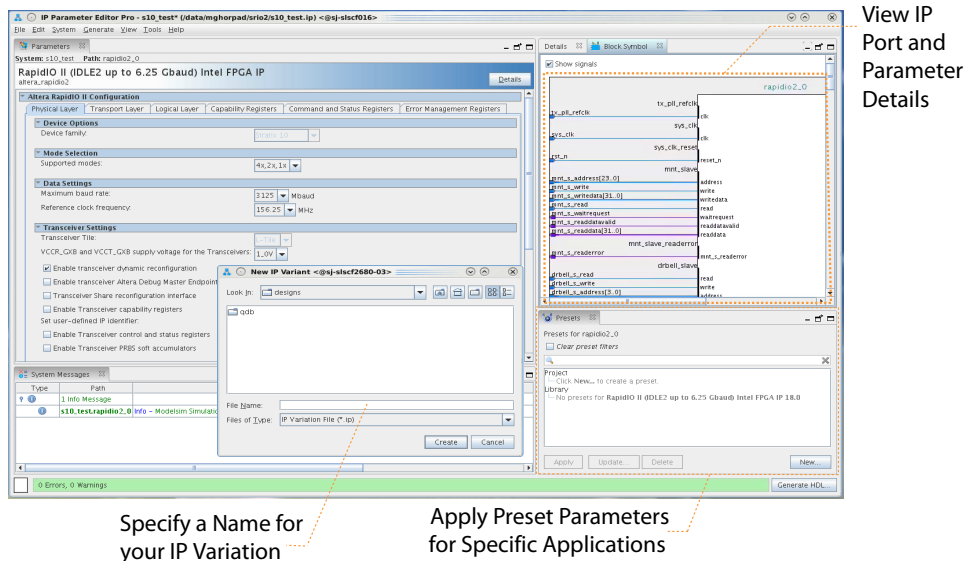 IP Parameter Editor Pro - s10_test* (/data/mghorpad/srio2/s10_test.ip) <@sj-slscf016>
File Edit System Generate View Tools Help
Parameters
System: s10_test Path: rapidio2_0
RapidIO II (IDLE2 up to 6.25 Gbaud) Intel FPGA IP
altera_rapidio2
Details
Altera RapidIO II Configuration
Physical Layer Transport Layer Logical Layer Capability Registers Command and Status Registers Error Management Registers
Device Options
Device family: Stratix 10
Mode Selection
Supported modes: 4x,2x,1x
Data Settings
Maximum baud rate: 3125 Mbaud
Reference clock frequency: 156.25 MHz
Transceiver Settings
Transceiver Tile: L-Tile
VCCR_GXB and VCCT_GXB supply voltage for the Transceivers: 1_0V
Enable transceiver dynamic reconfiguration
Enable transceiver Altera Debug Master Endpoint
Transceiver Share reconfiguration interface
Enable Transceiver capability registers
Set user-defined IP identifier:
Enable Transceiver control and status registers
Enable Transceiver PRBS soft accumulators
System Messages
Type Path
1 Info Message
s10_test.rapidio2_0 Info - Modelsim Simulatio
0 Errors, 0 Warnings
Generate HDL...
New IP Variant <@sj-slscf2680-03>
Look In: designs
qdb
File Name:
Files of Type: IP Variation File (*.ip)
Create Cancel
Details Block Symbol
Show signals
rapidio2_0
tx_pll_refclk
tx_pll_refclk clk
sys_clk
sys_clk clk
sys_clk_reset
rst_n reset_n
mnt_slave
mnt_s_address[23..0] address
mnt_s_write write
mnt_s_writedata[31..0] writedata
mnt_s_read read
mnt_s_waitrequest waitrequest
mnt_s_readdatavalid readdatavalid
mnt_s_readdata[31..0] readdata
mnt_slave_readerror
mnt_s_readerror mnt_s_readerror
drbell_slave
drbell_s_read read
drbell_s_write write
drbell_s_address[3..0] address
Presets
Presets for rapidio2_0
Clear preset filters
Project
Click New... to create a preset.
Library
No presets for RapidIO II (IDLE2 up to 6.25 Gbaud) Intel FPGA IP 18.0
Apply Update... Delete New...
View IP
Port and
Parameter
Details
Specify a Name for
your IP Variation
Apply Preset Parameters
for Specific Applications